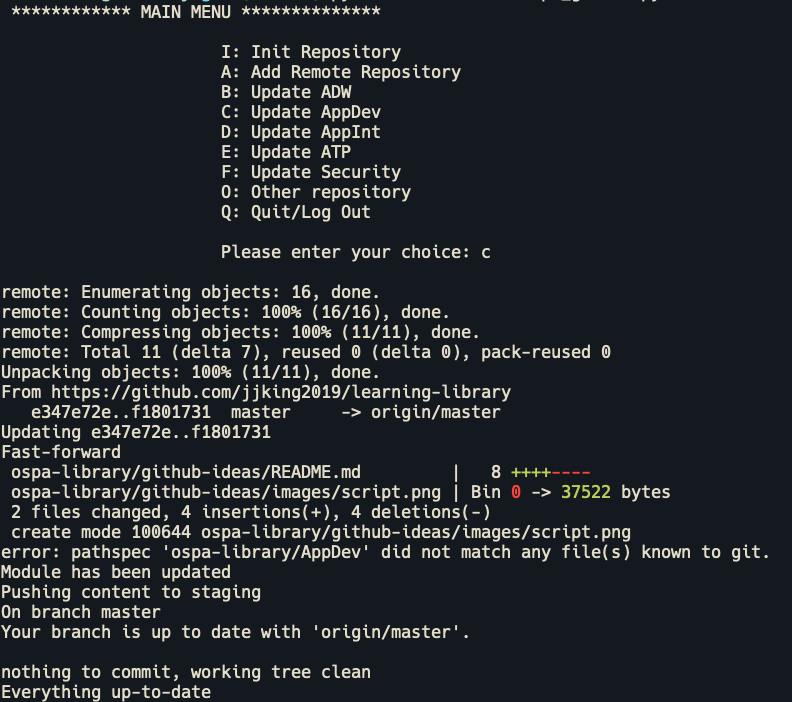 ************ MAIN MENU **************
I: Init Repository
A: Add Remote Repository
B: Update ADW
C: Update AppDev
D: Update AppInt
E: Update ATP
F: Update Security
O: Other repository
Q: Quit/Log Out
Please enter your choice: c
remote: Enumerating objects: 16, done.
remote: Counting objects: 100% (16/16), done.
remote: Compressing objects: 100% (11/11), done.
remote: Total 11 (delta 7), reused 0 (delta 0), pack-reused 0
Unpacking objects: 100% (11/11), done.
From https://github.com/jjking2019/learning-library
   e347e72e..f1801731  master     -> origin/master
Updating e347e72e..f1801731
Fast-forward
 ospa-library/github-ideas/README.md         |   8 ++++----
 ospa-library/github-ideas/images/script.png | Bin 0 -> 37522 bytes
 2 files changed, 4 insertions(+), 4 deletions(-)
 create mode 100644 ospa-library/github-ideas/images/script.png
error: pathspec 'ospa-library/AppDev' did not match any file(s) known to git.
Module has been updated
Pushing content to staging
On branch master
Your branch is up to date with 'origin/master'.
nothing to commit, working tree clean
Everything up-to-date